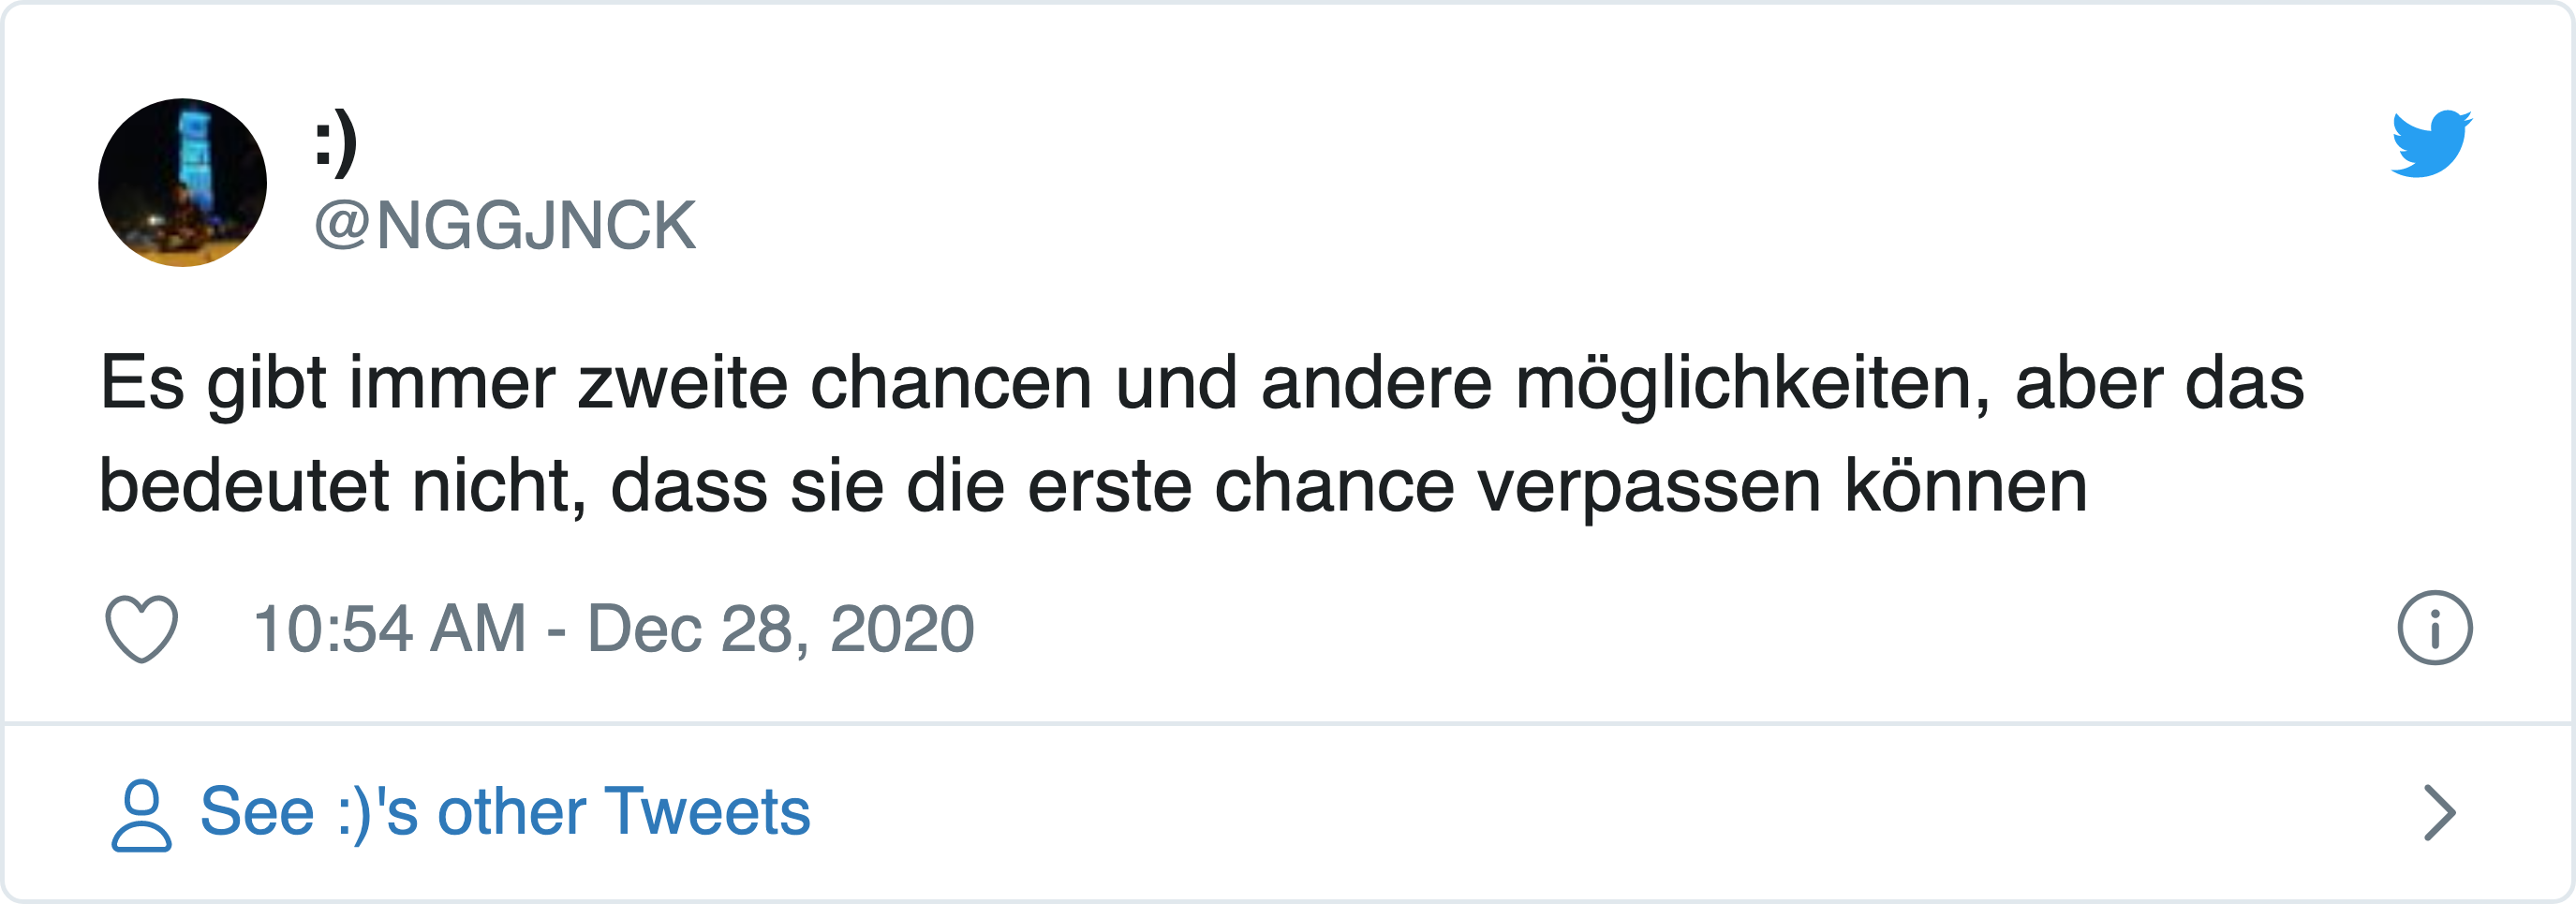 :)
@NGGJNCK
Es gibt immer zweite chancen und andere möglichkeiten, aber das
bedeutet nicht, dass sie die erste chance verpassen können
10:54 AM - Dec 28, 2020
See :)'s other Tweets